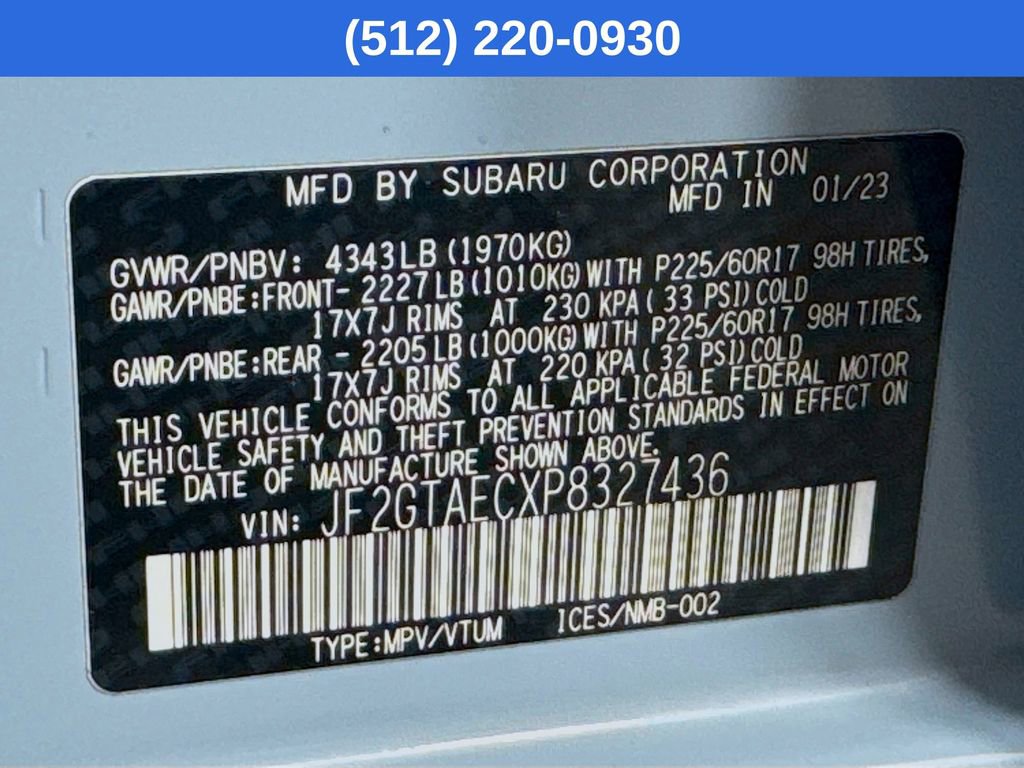 (512) 220-0930
MFD BY SUBARU CORPORATION
MFD IN 01/23
GVWR/PNBV: 4343LB (1970KG)
GAWR/PNBE:FRONT- 2227LB(1010KG)WITH P225/60R17 98H TIRES,
17X7J RIMS AT 230 KPA( 33 PSI)COLD
GAWR/PNBE:REAR - 2205LB(1000KG)WITH P225/60R17 98H TIRES,
17X7J RIMS AT 220 KPA( 32 PSI)COLD
THIS VEHICLE CONFORMS TO ALL APPLICABLE FEDERAL MOTOR
VEHICLE SAFETY AND THEFT PREVENTION STANDARDS IN EFFECT ON
THE DATE OF MANUFACTURE SHOWN ABOVE.
VIN: JF2GTAECXP8327436
TYPE:MPV/VTUM ICES/NMB-002